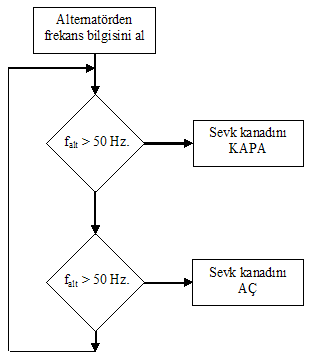 Alternatörden
frekans bilgisini al
falt > 50 Hz.
Sevk kanadını
KAPA
falt > 50 Hz.
Sevk kanadını
AÇ